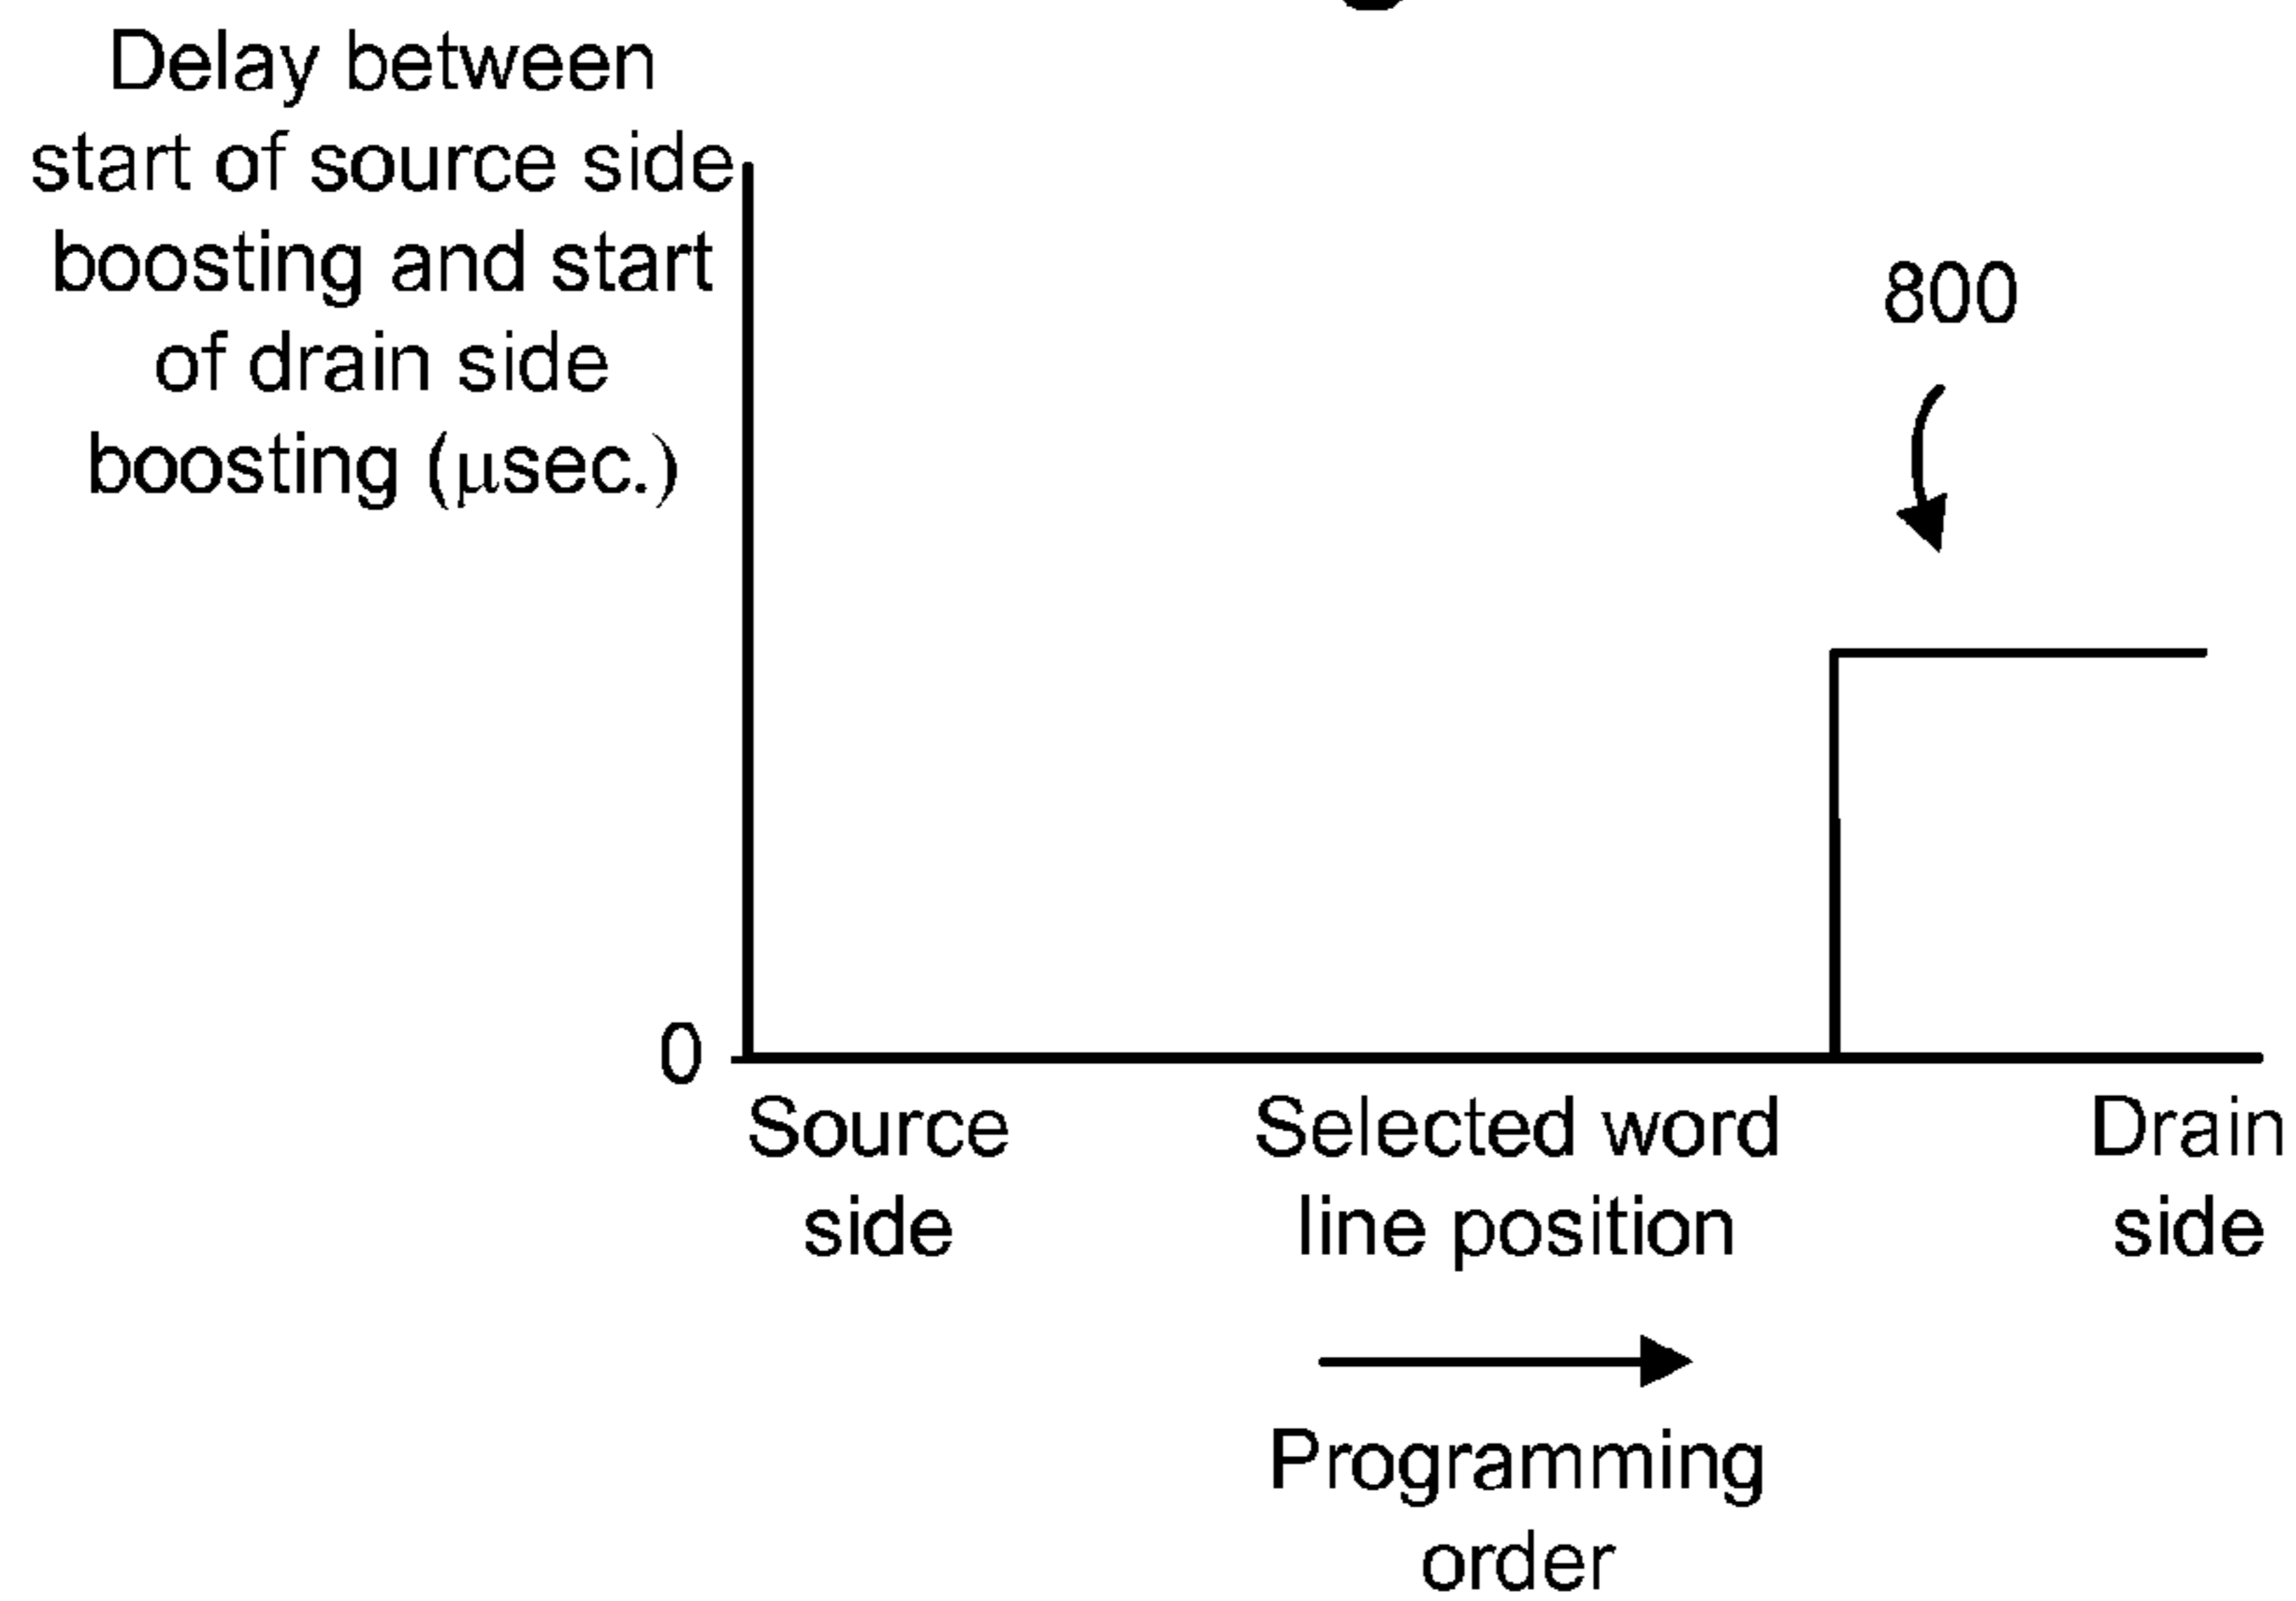 Delay between
start of source side
boosting and start
of drain side
boosting (μsec.)
800
0
Source
side
Selected word
line position
Drain
side
Programming
order